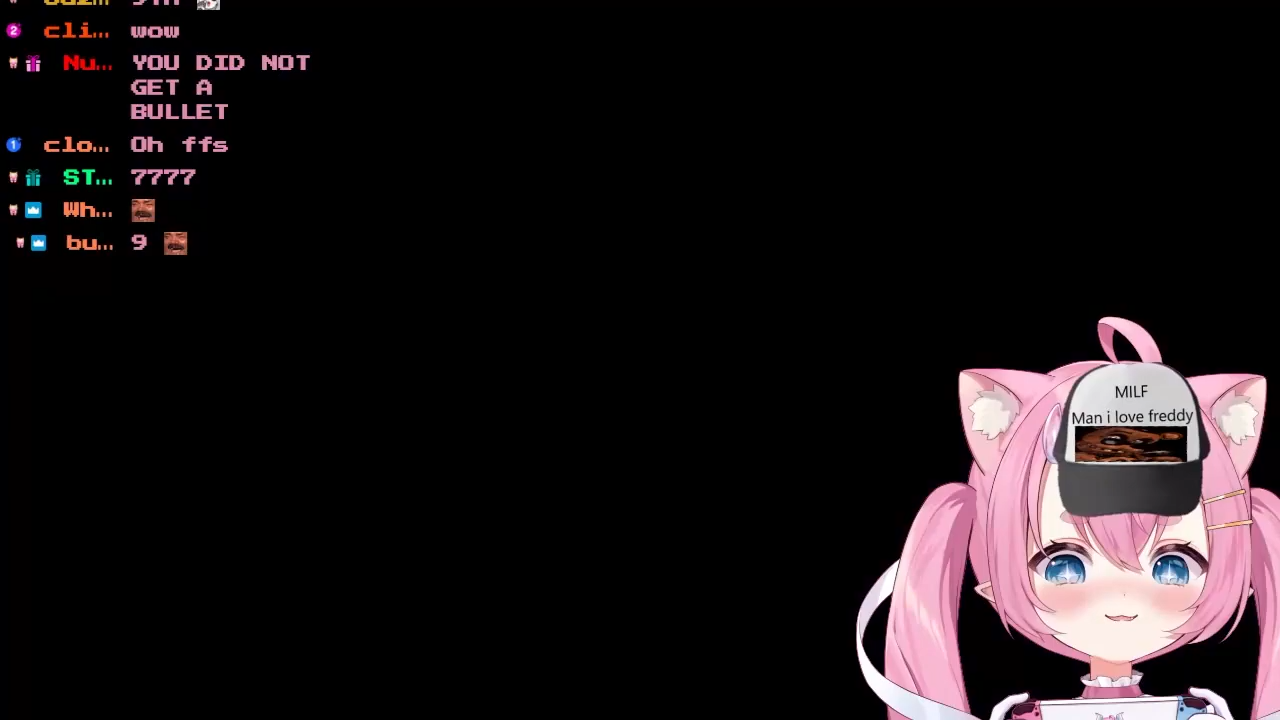 cli... wow
Nu... YOU DID NOT
GET A
BULLET
clo... Oh ffs
ST... 7777
Wh...
bu... 9
MILF
Man i love freddy